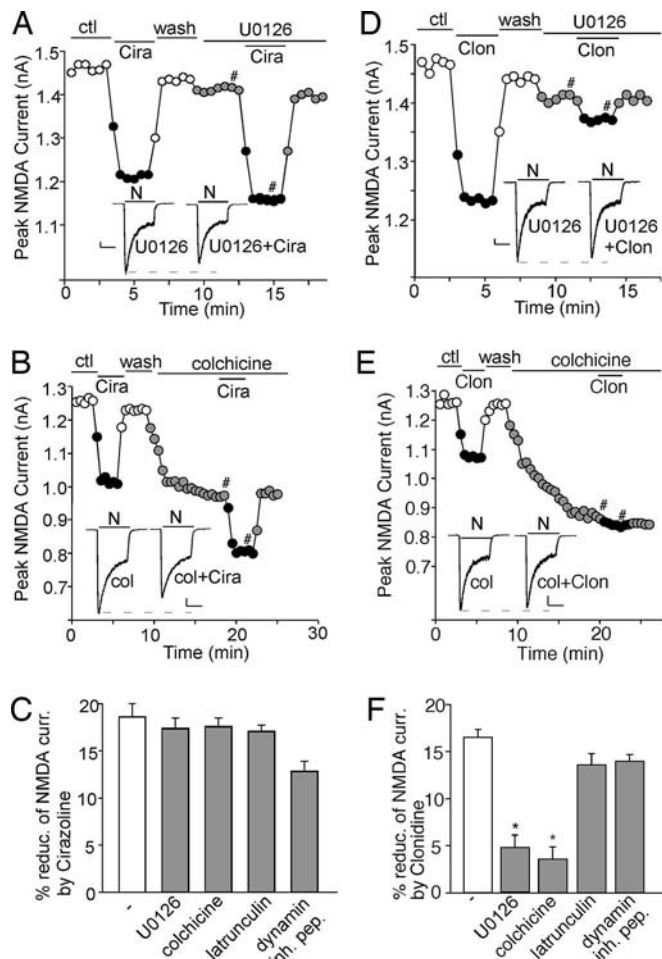 A
ctl
Cira
wash
U0126
Cira
Peak NMDA Current (nA)
1.5
1.4
1.3
1.2
1.1
#
#
N
N
U0126
U0126+Cira
0
5
10
15
Time (min)
D
ctl
Clon
wash
U0126
Clon
Peak NMDA Current (nA)
1.5
1.4
1.3
1.2
#
#
N
N
U0126
U0126
+Clon
0
5
10
15
Time (min)
B
ctl
Cira
wash
colchicine
Cira
Peak NMDA Current (nA)
1.3
1.2
1.1
1.0
0.9
0.8
0.7
#
#
N
N
col
col+Cira
0
10
20
30
Time (min)
E
ctl
Clon
wash
colchicine
Clon
Peak NMDA Current (nA)
1.3
1.2
1.1
1.0
0.9
0.8
0.7
#
#
N
N
col
col+Clon
0
10
20
Time (min)
C
% reduc. of NMDA curr.
by Cirazoline
20
15
10
5
0
-
U0126
colchicine
latrunculin
dynamin
inh. pep.
F
% reduc. of NMDA curr.
by Clonidine
20
15
10
5
0
*
*
-
U0126
colchicine
latrunculin
dynamin
inh. pep.